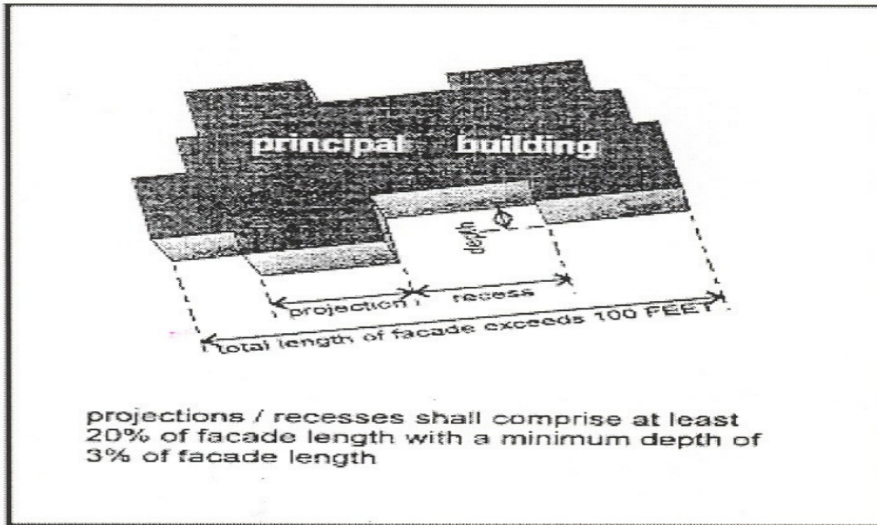 principal building
depth
projection
recess
total length of facade exceeds 100 FEET
projections / recesses shall comprise at least
20% of facade length with a minimum depth of
3% of facade length